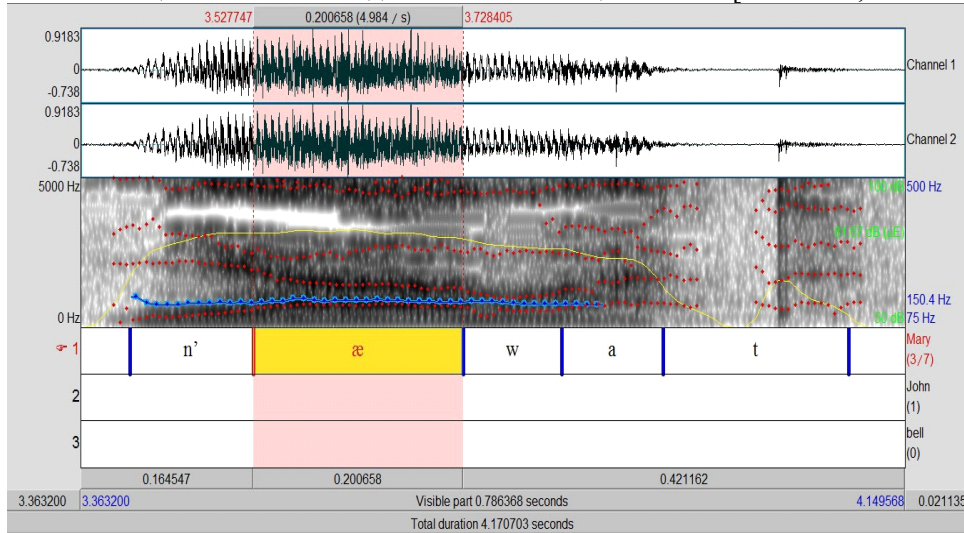 3.527747 0.200658 (4.984 / s) 3.728405
0.9183
0
-0.738
Channel 1
0.9183
0
-0.738
Channel 2
5000 Hz
0 Hz
500 Hz
150.4 Hz
75 Hz
1 n’ æ w a t
Mary
(3/7)
2
John
(1)
3
bell
(0)
0.164547 0.200658 0.421162
3.363200 3.363200 Visible part 0.786368 seconds 4.149568 0.021135
Total duration 4.170703 seconds